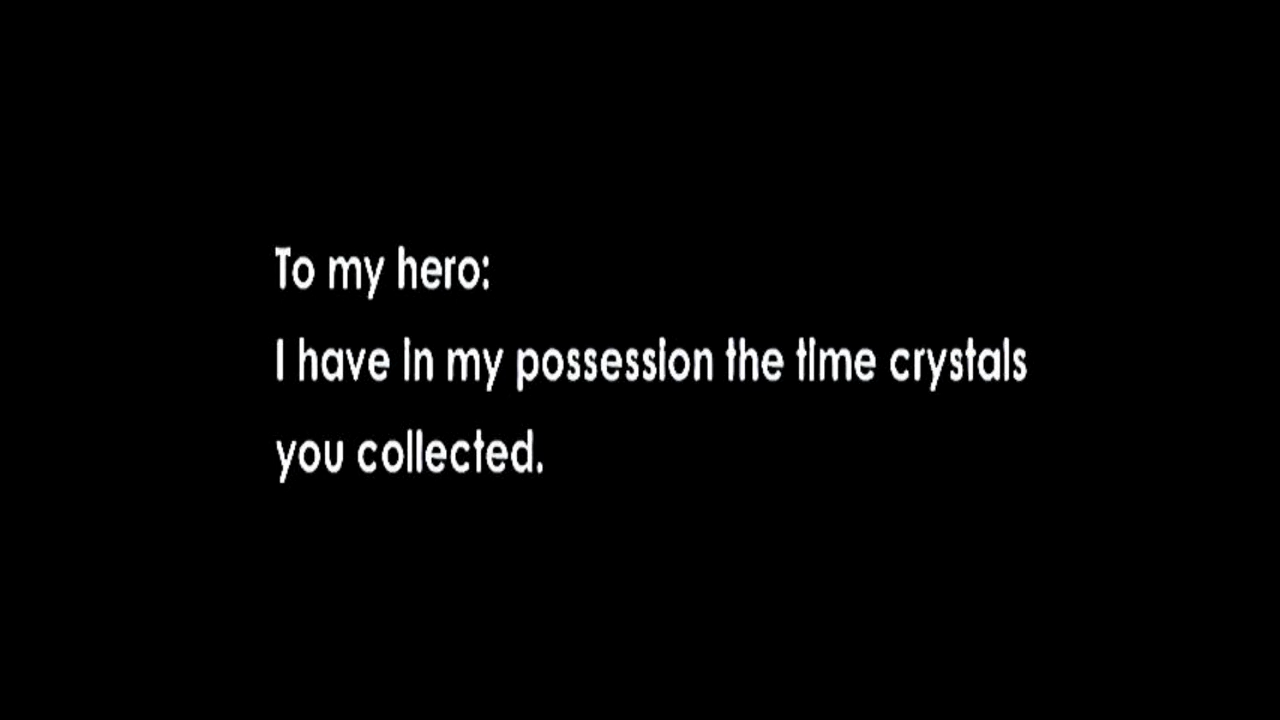 To my hero:
I have in my possession the time crystals
you collected.